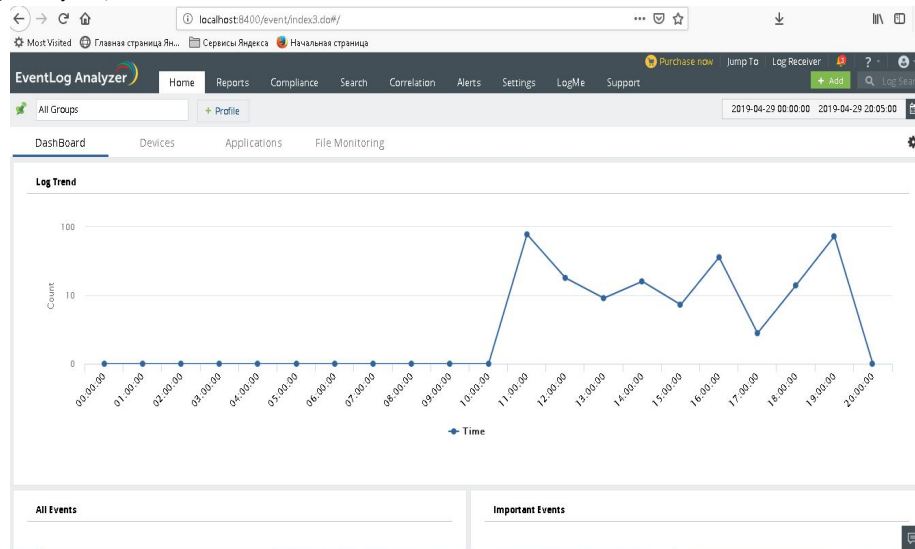 localhost:8400/event/index3.do#/
Most Visited Главная страница Ян... Сервисы Яндекса Начальная страница
Purchase now Jump To Log Receiver ?
EventLog Analyzer Home Reports Compliance Search Correlation Alerts Settings LogMe Support + Add Log Sear
All Groups + Profile 2019-04-29 00:00:00 2019-04-29 20:05:00
DashBoard Devices Applications File Monitoring
Log Trend
100
10
0
Count
00:00:00 01:00:00 02:00:00 03:00:00 04:00:00 05:00:00 06:00:00 07:00:00 08:00:00 09:00:00 10:00:00 11:00:00 12:00:00 13:00:00 14:00:00 15:00:00 16:00:00 17:00:00 18:00:00 19:00:00 20:00:00
Time
All Events Important Events